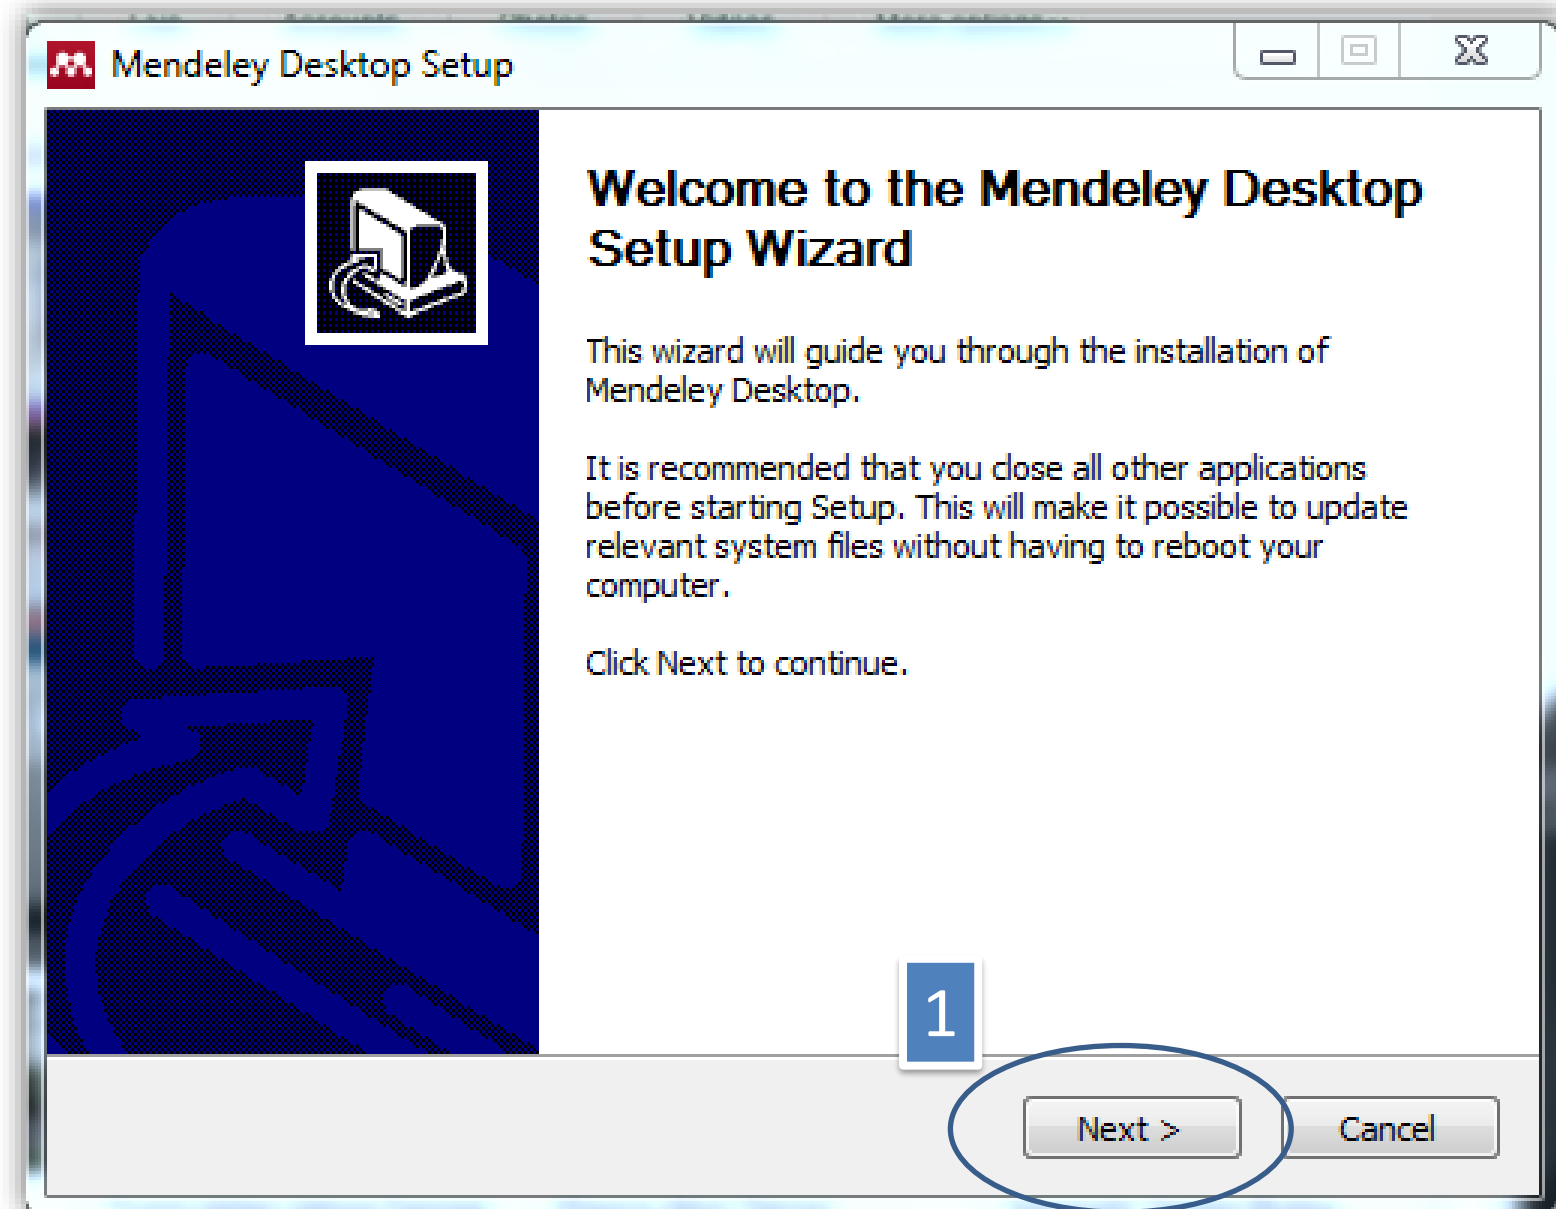 Mendeley Desktop Setup
Welcome to the Mendeley Desktop
Setup Wizard
This wizard will guide you through the installation of
Mendeley Desktop.
It is recommended that you close all other applications
before starting Setup. This will make it possible to update
relevant system files without having to reboot your
computer.
Click Next to continue.
1
Next >
Cancel